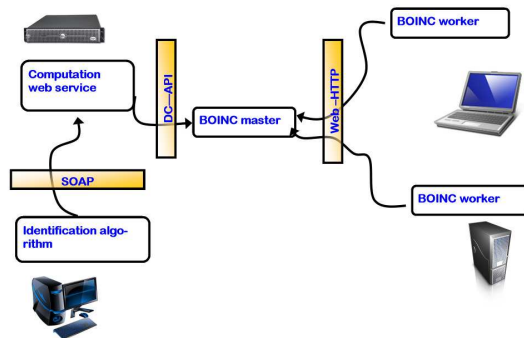 BOINC worker
Computation
web service
DC—API
BOINC master
Web –HTTP
SOAP
BOINC worker
Identification algo-
rithm